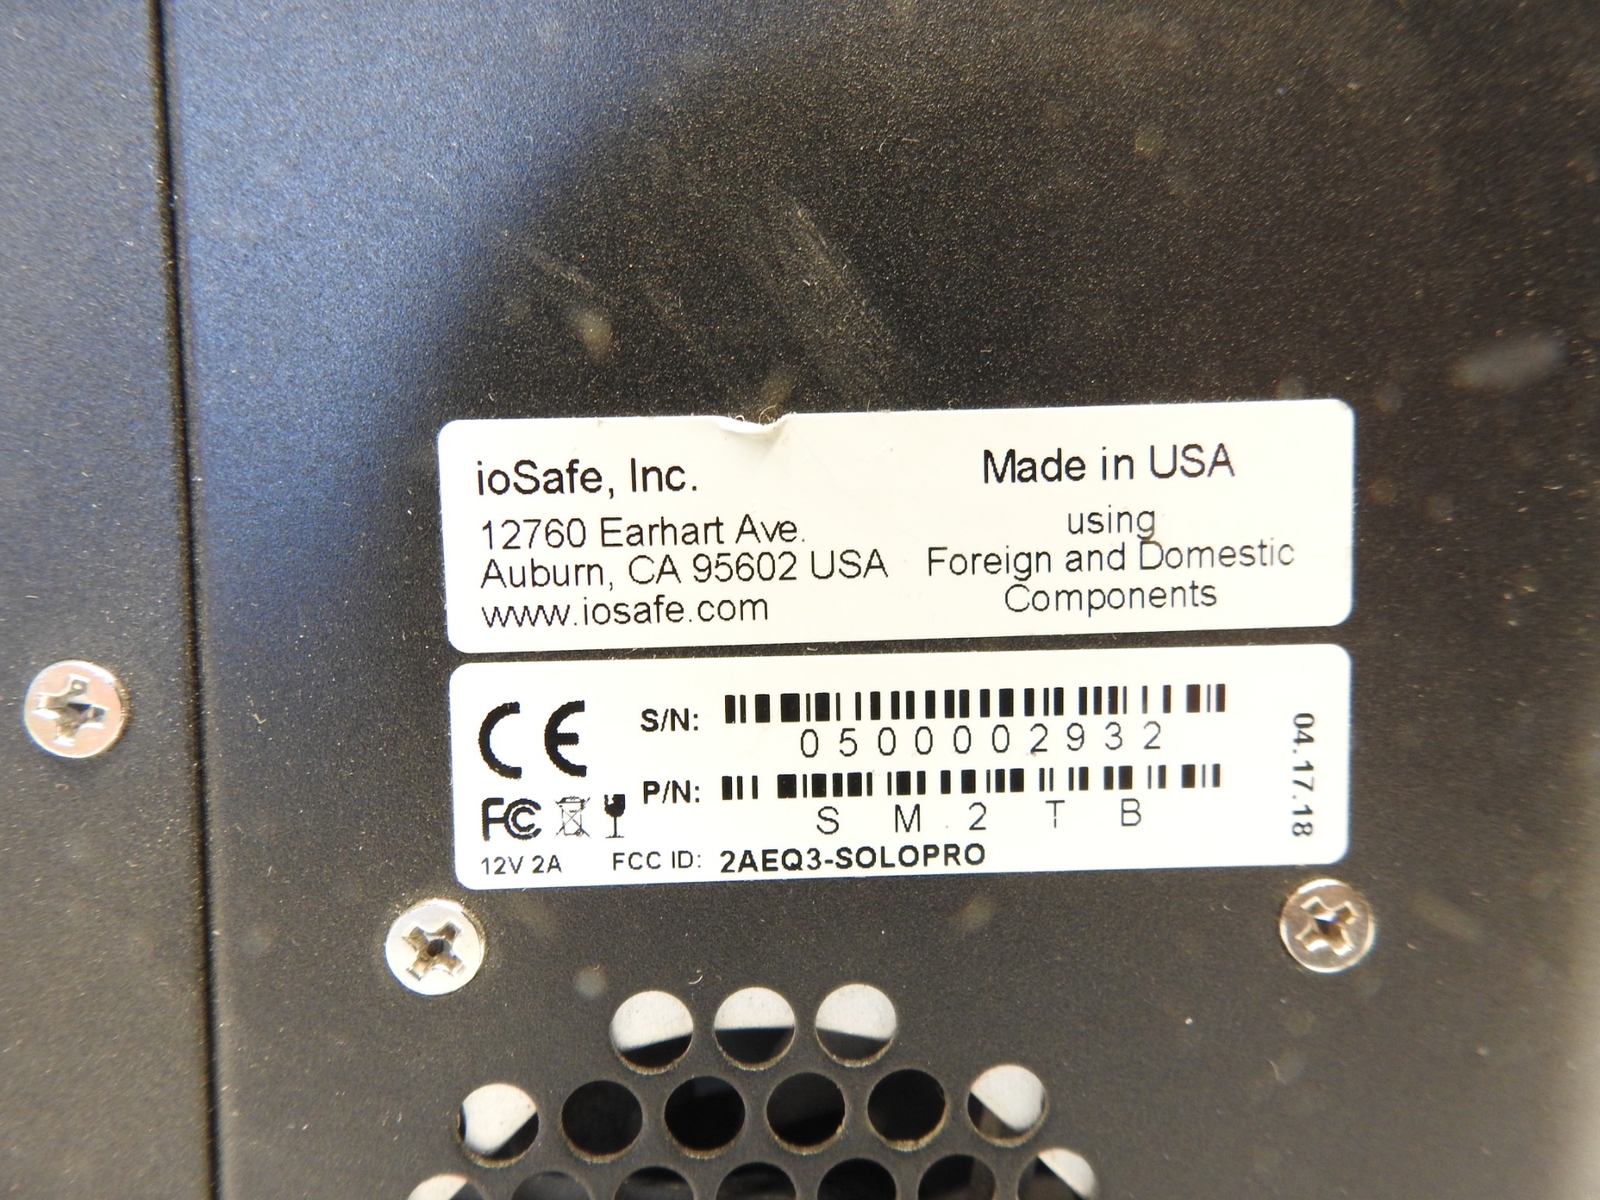 ioSafe, Inc.
12760 Earhart Ave.
Auburn, CA 95602 USA
www.iosafe.com
Made in USA
using
Foreign and Domestic
Components
CE
S/N:
0500002932
P/N:
SM2TB
FC
12V 2A
FCC ID: 2AEQ3-SOLOPRO
04.17.18